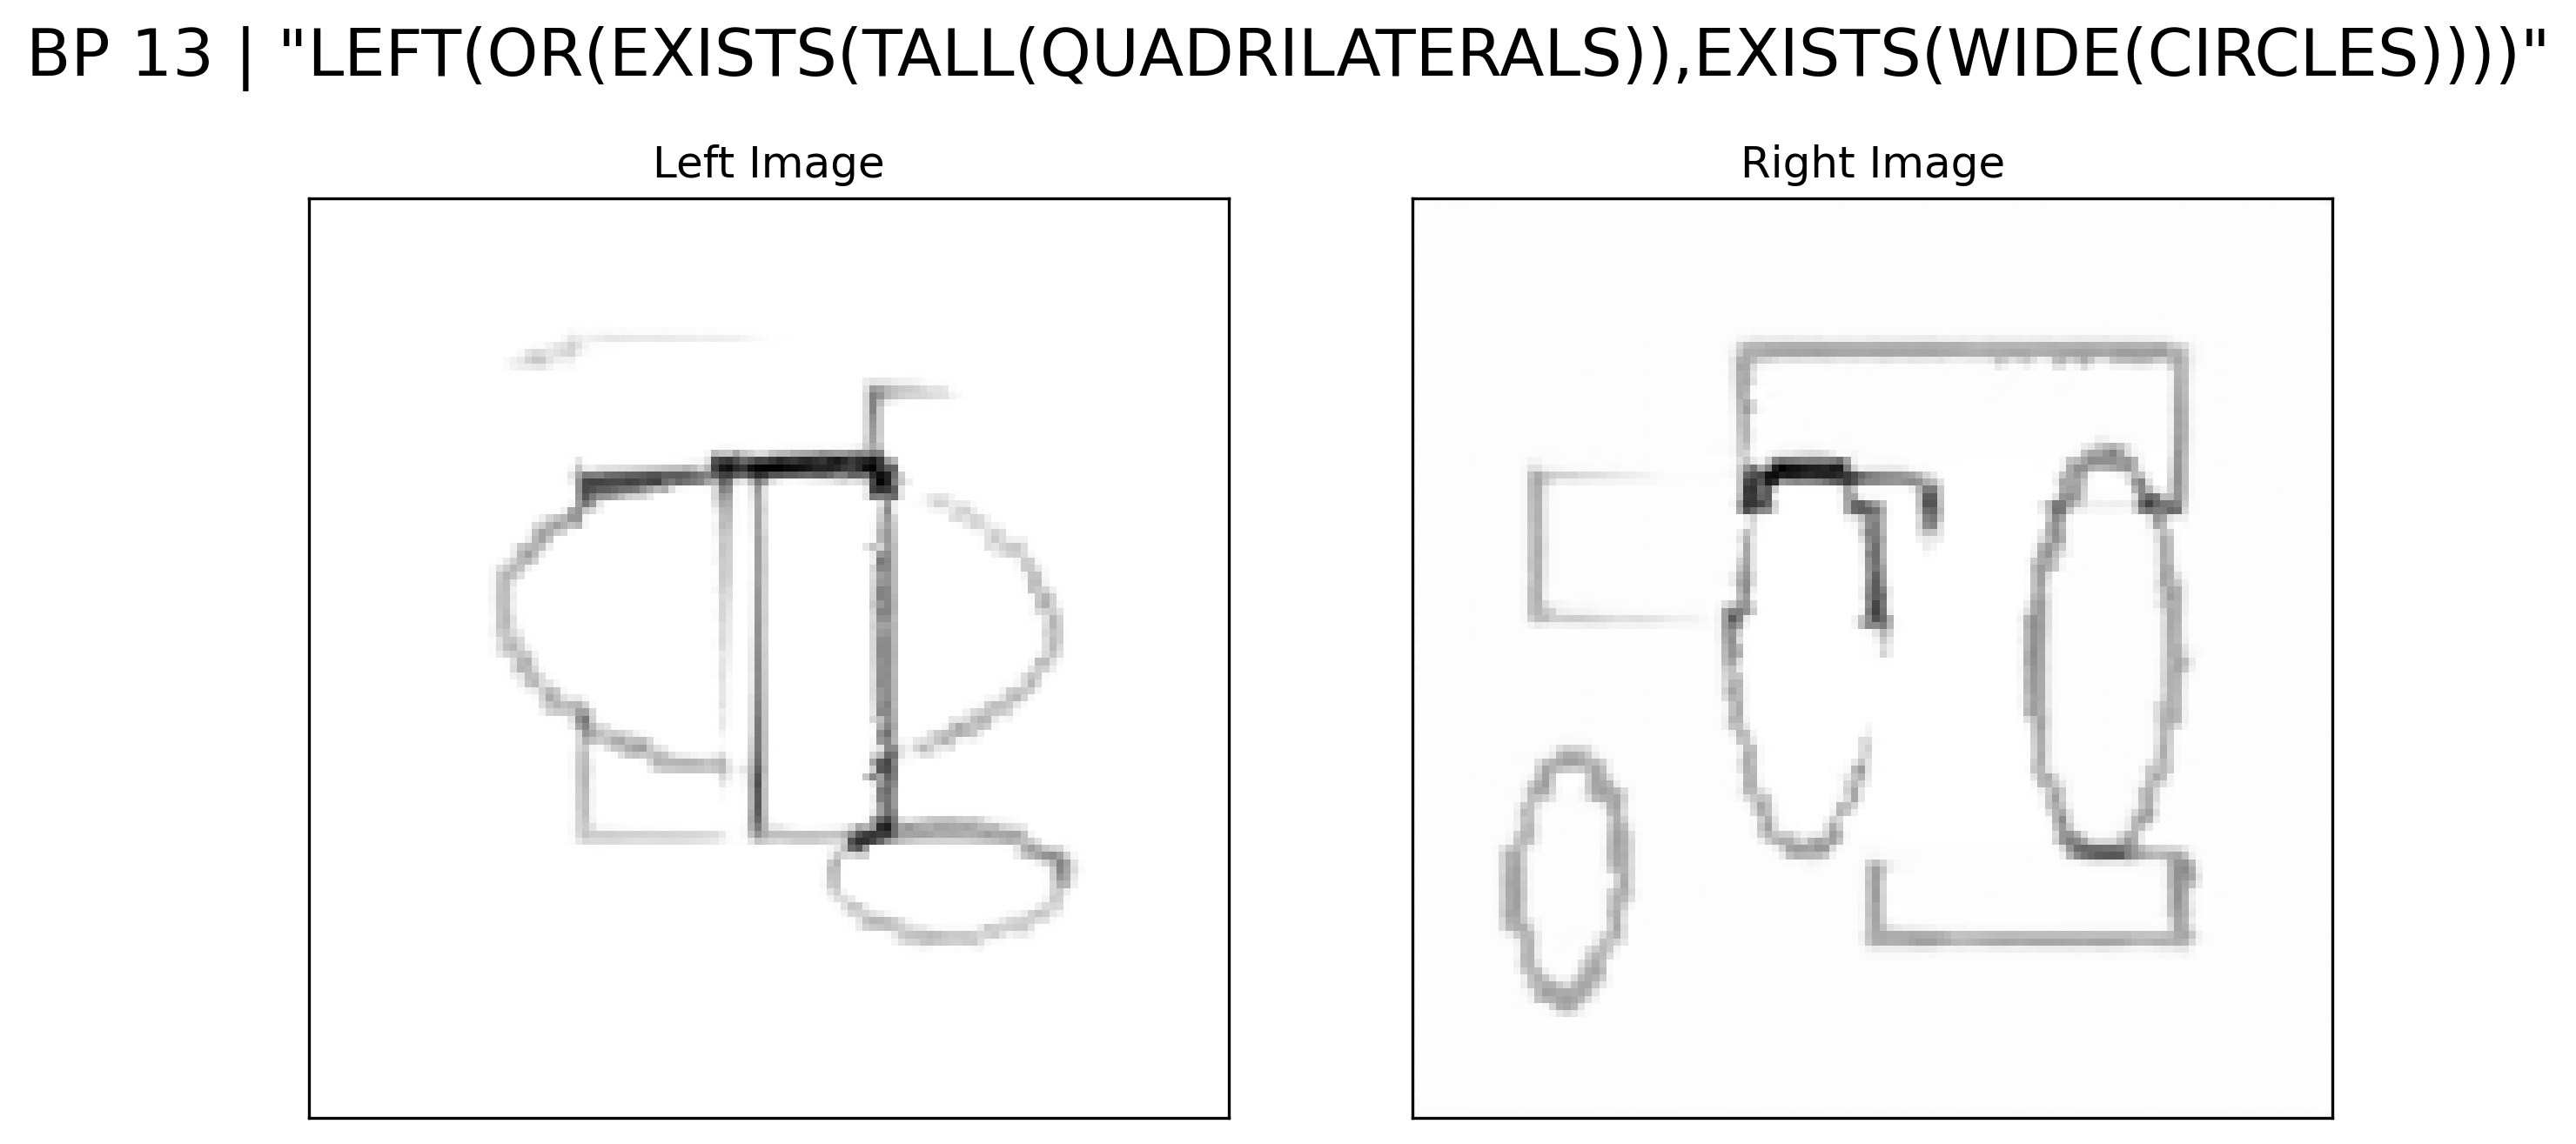 BP 13 | "LEFT(OR(EXISTS(TALL(QUADRILATERALS)),EXISTS(WIDE(CIRCLES))))"
Left Image
Right Image